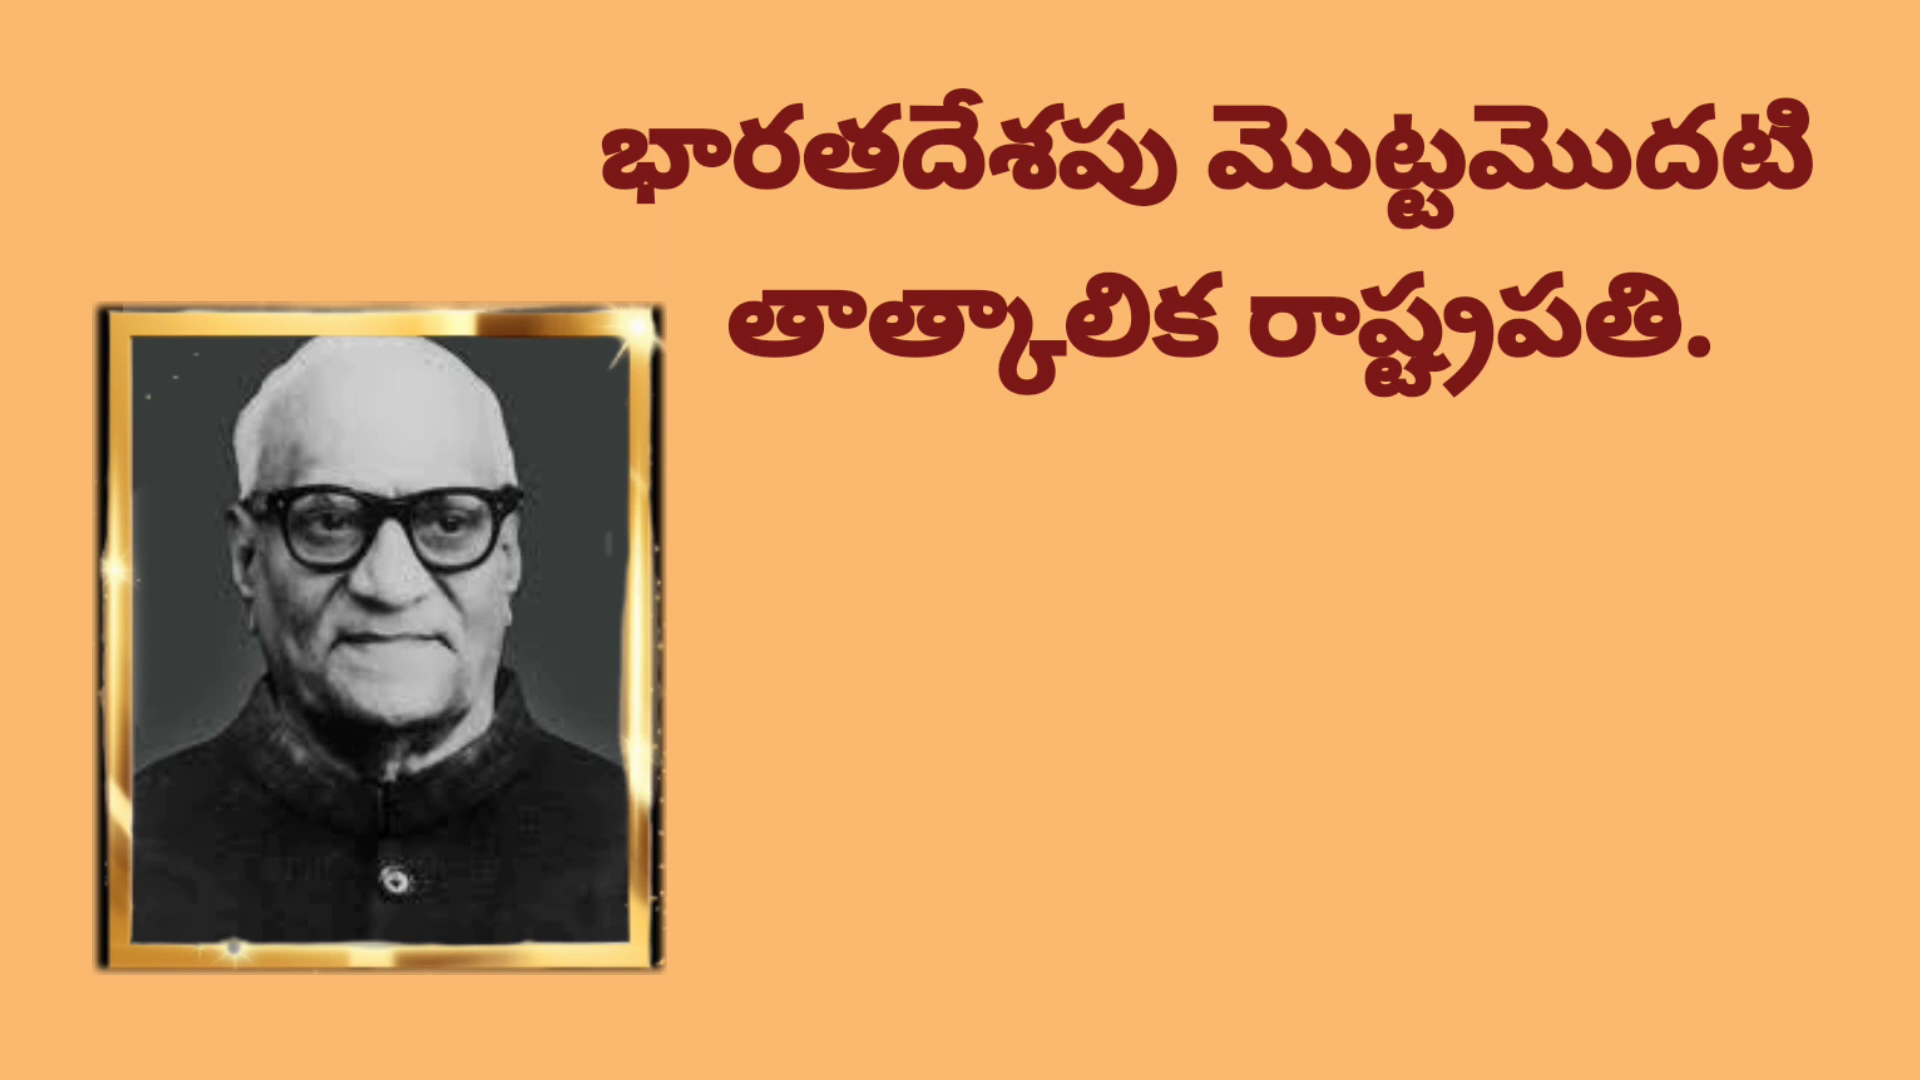 భారతదేశపు మొట్టమొదటి
తాత్కాలిక రాష్ట్రపతి.